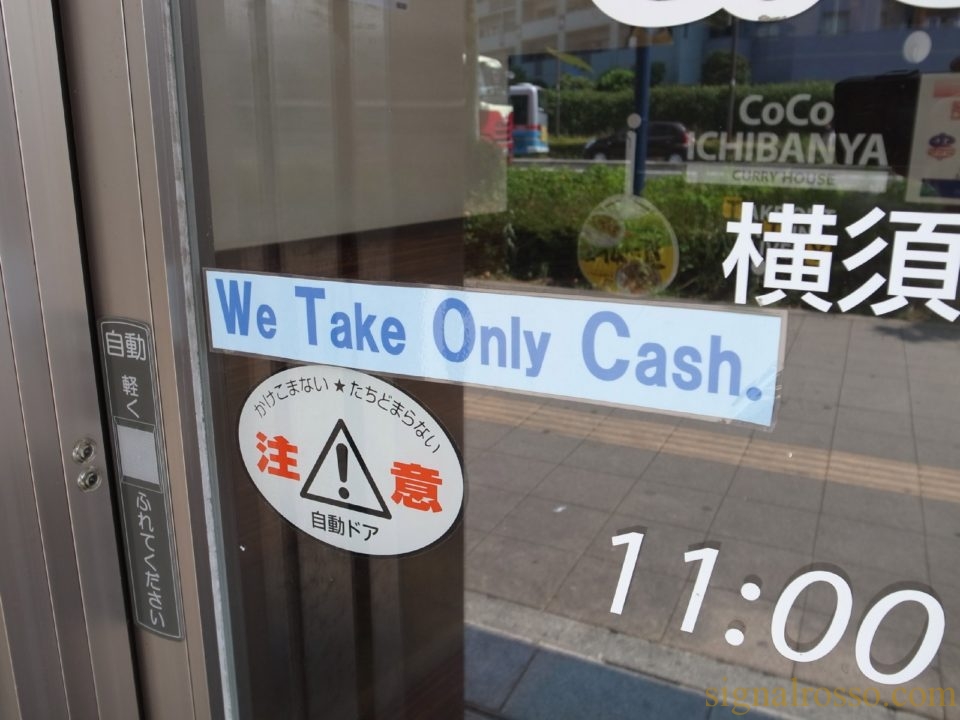 CoCo
ICHIBANYA
CURRY HOUSE
横須
We Take Only Cash.
自動
軽く
ふれてください
かけこまない★たちどまらない
注意
自動ドア
11:00
signalrosso.com